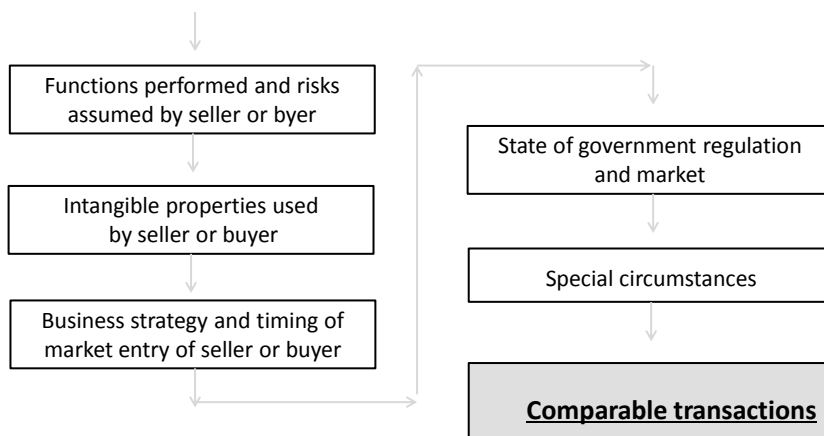 Functions performed and risks
assumed by seller or byer
Intangible properties used
by seller or buyer
Business strategy and timing of
market entry of seller or buyer
State of government regulation
and market
Special circumstances
Comparable transactions